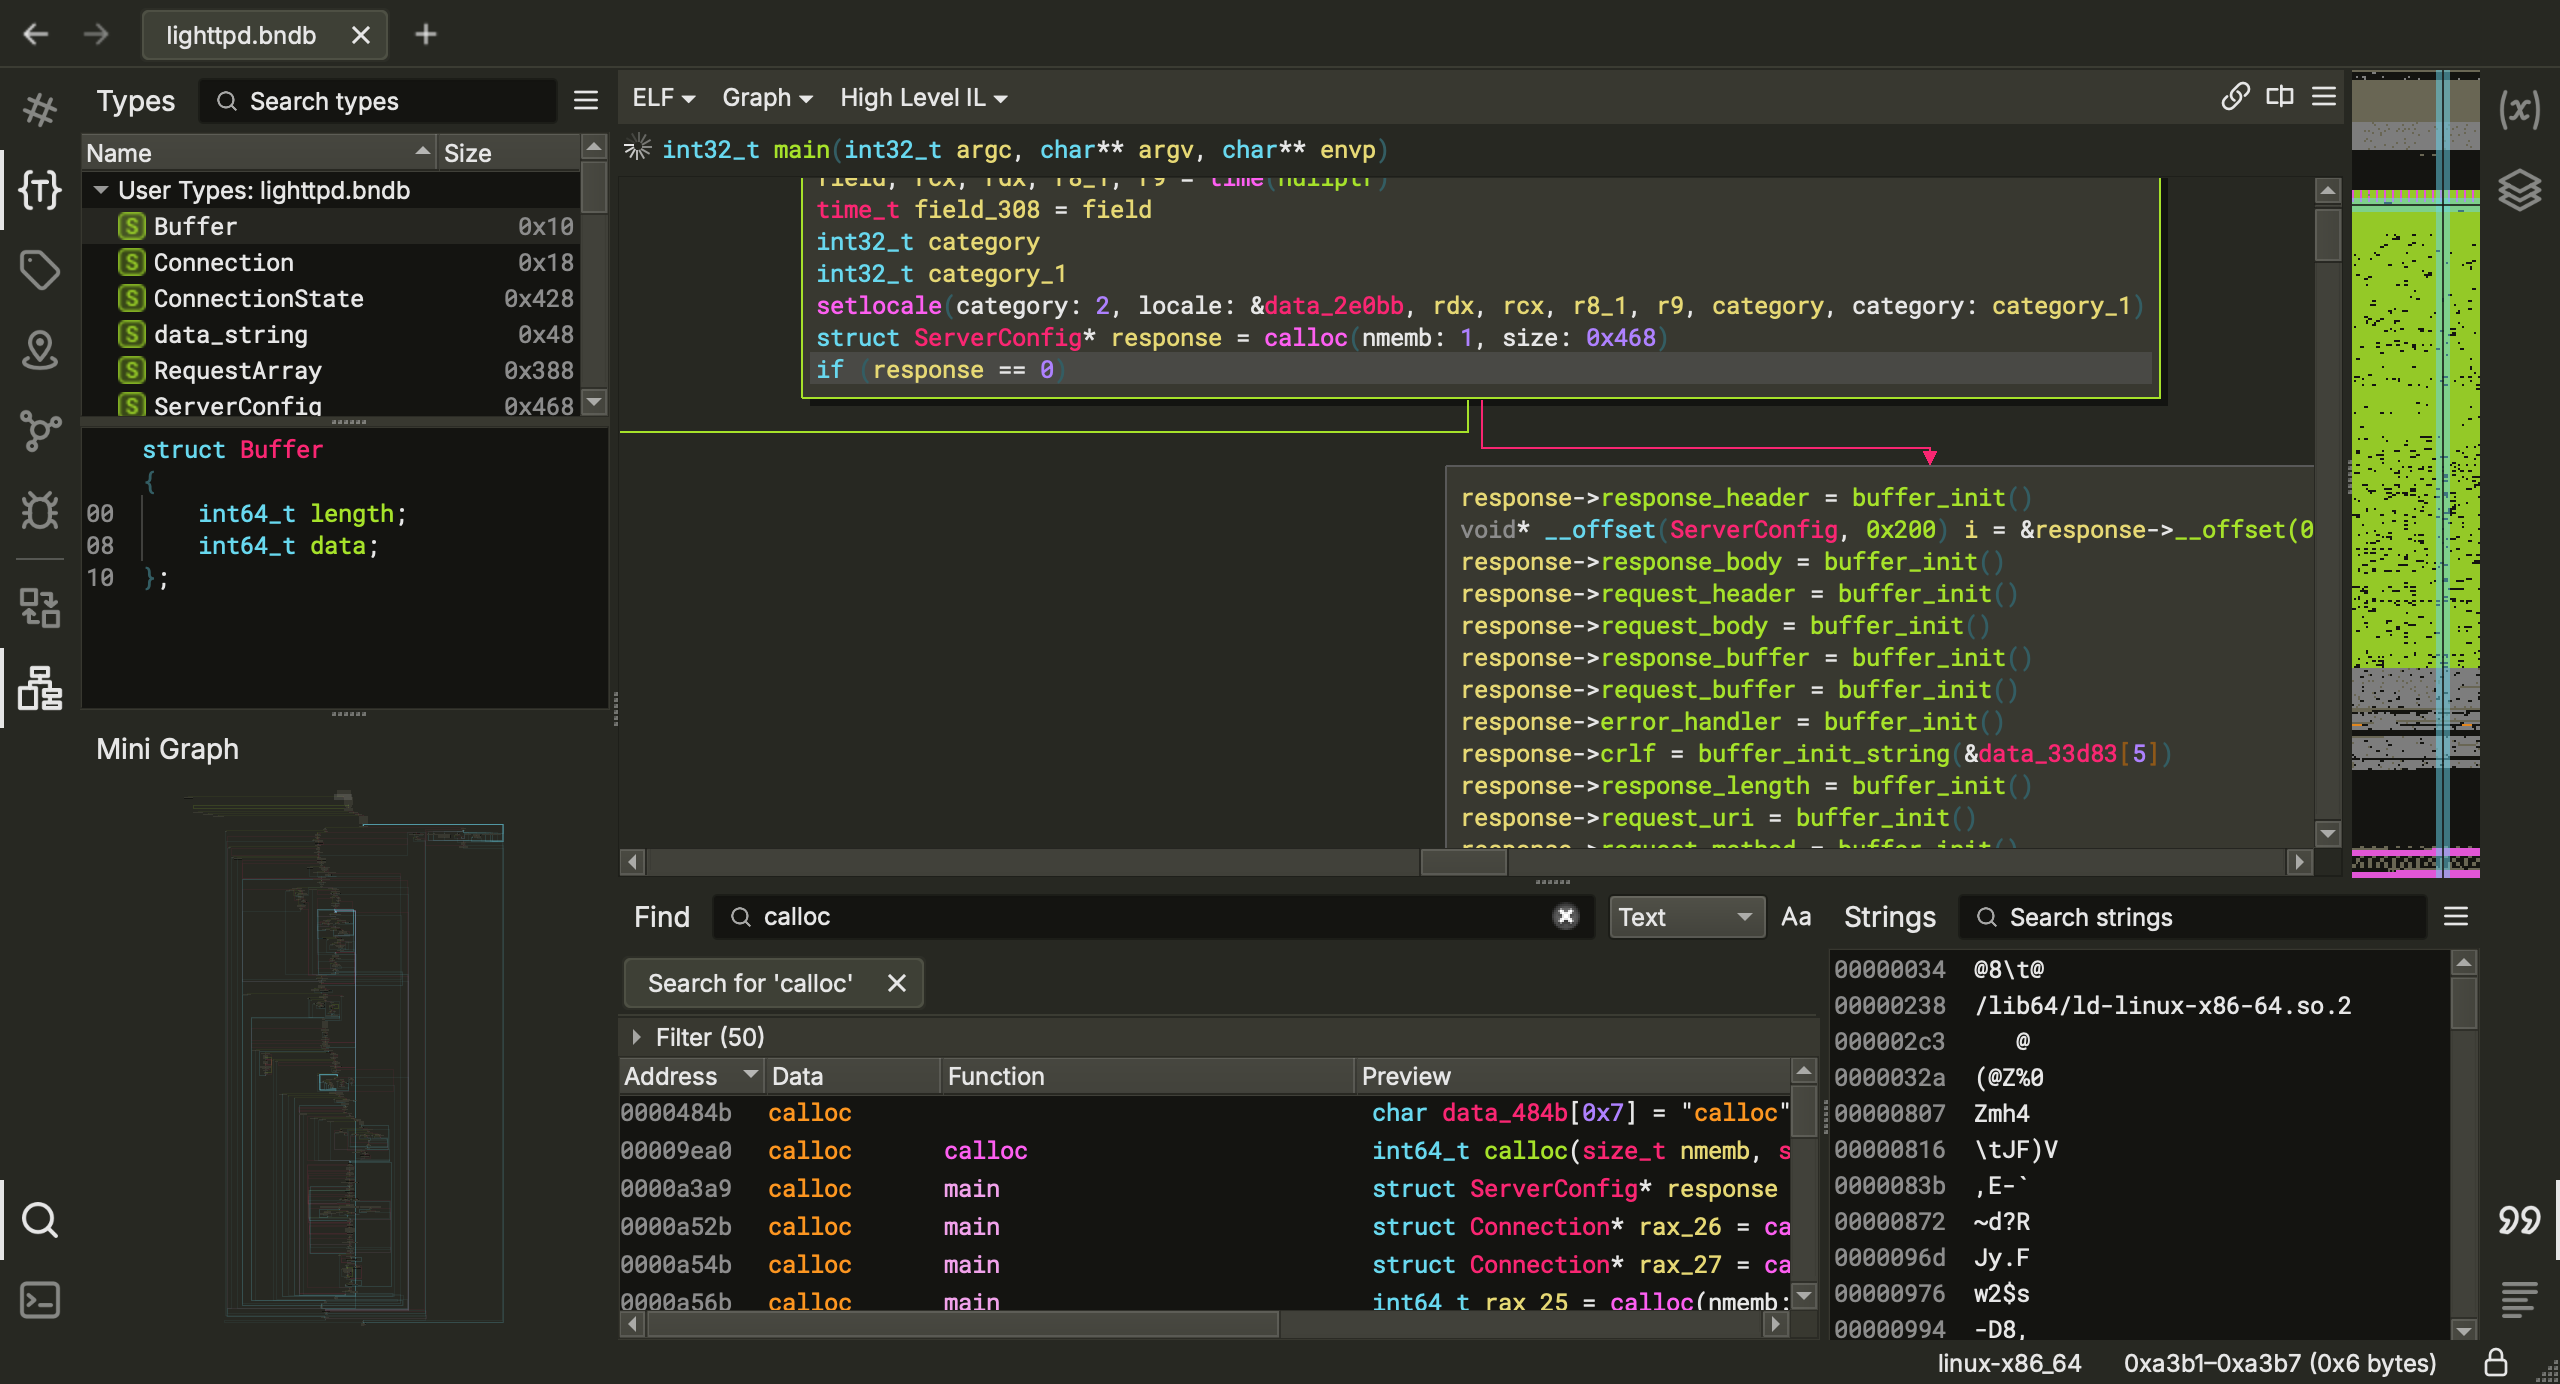 lighttpd.bndb
Types
Search types
Name
Size
User Types: lighttpd.bndb
S Buffer 0x10
S Connection 0x18
S ConnectionState 0x428
S data_string 0x48
S RequestArray 0x388
S ServerConfig 0x468
struct Buffer
{
00 int64_t length;
08 int64_t data;
10 };
Mini Graph
ELF
Graph
High Level IL
int32_t main(int32_t argc, char** argv, char** envp)
field, rcx, rdx, r8_1, r9 = time(nullptr)
time_t field_308 = field
int32_t category
int32_t category_1
setlocale(category: 2, locale: &data_2e0bb, rdx, rcx, r8_1, r9, category, category: category_1)
struct ServerConfig* response = calloc(nmemb: 1, size: 0x468)
if (response == 0)
response->response_header = buffer_init()
void* __offset(ServerConfig, 0x200) i = &response->__offset(0
response->response_body = buffer_init()
response->request_header = buffer_init()
response->request_body = buffer_init()
response->response_buffer = buffer_init()
response->request_buffer = buffer_init()
response->error_handler = buffer_init()
response->crlf = buffer_init_string(&data_33d83[5])
response->response_length = buffer_init()
response->request_uri = buffer_init()
response->request_method = buffer_init()
Find
calloc
Text
Aa
Search for 'calloc'
Filter (50)
Address Data Function Preview
0000484b calloc char data_484b[0x7] = "calloc"
00009ea0 calloc calloc int64_t calloc(size_t nmemb, s
0000a3a9 calloc main struct ServerConfig* response
0000a52b calloc main struct Connection* rax_26 = ca
0000a54b calloc main struct Connection* rax_27 = ca
0000a56b calloc main int64_t rax_25 = calloc(nmemb:
Strings
Search strings
00000034 @8\t@
00000238 /lib64/ld-linux-x86-64.so.2
000002c3 @
0000032a (@Z%0
00000807 Zmh4
00000816 \tJF)V
0000083b ,E-`
00000872 ~d?R
0000096d Jy.F
00000976 w2$s
00000994 -D8,
linux-x86_64
0xa3b1–0xa3b7 (0x6 bytes)